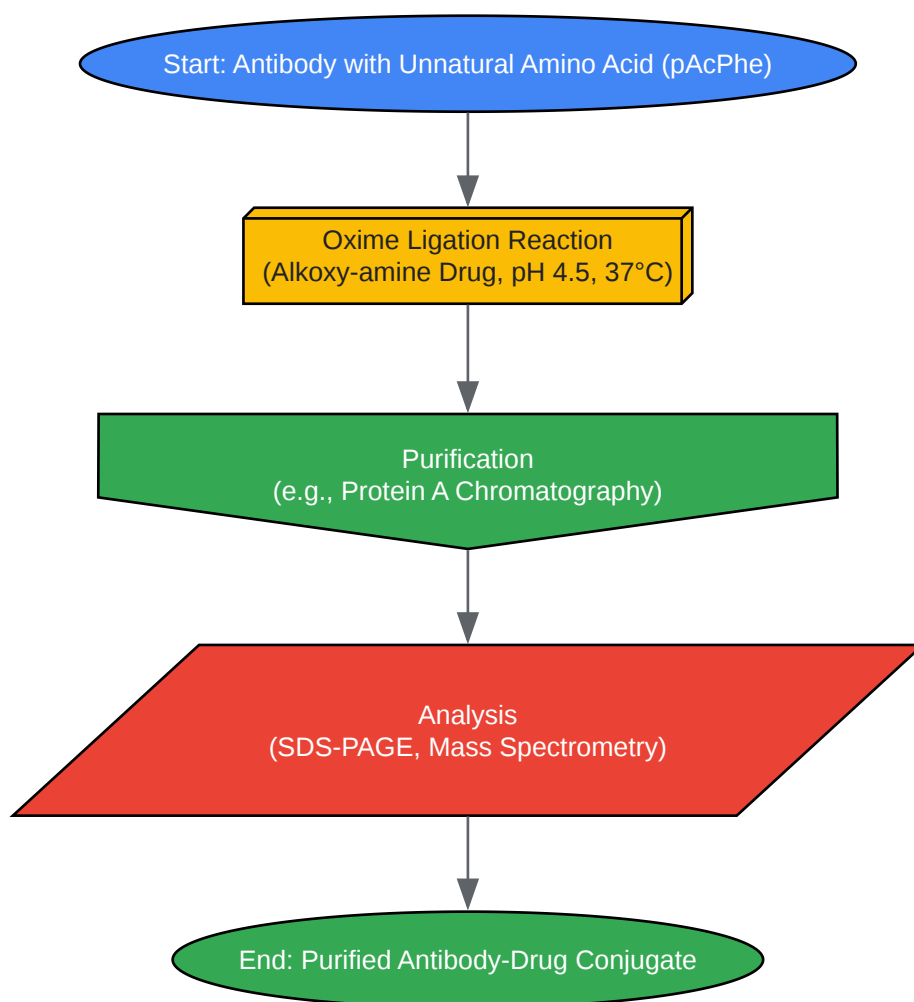 Start: Antibody with Unnatural Amino Acid (pAcPhe)
Oxime Ligation Reaction
(Alkoxy-amine Drug, pH 4.5, 37°C)
Purification
(e.g., Protein A Chromatography)
Analysis
(SDS-PAGE, Mass Spectrometry)
End: Purified Antibody-Drug Conjugate